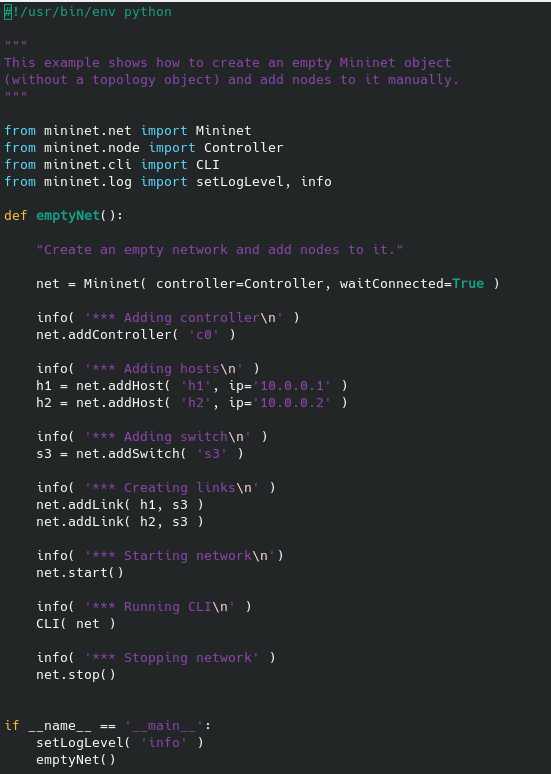 #!/usr/bin/env python

"""
This example shows how to create an empty Mininet object
(without a topology object) and add nodes to it manually.
"""

from mininet.net import Mininet
from mininet.node import Controller
from mininet.cli import CLI
from mininet.log import setLogLevel, info

def emptyNet():

    "Create an empty network and add nodes to it."

    net = Mininet( controller=Controller, waitConnected=True )

    info( '*** Adding controller\n' )
    net.addController( 'c0' )

    info( '*** Adding hosts\n' )
    h1 = net.addHost( 'h1', ip='10.0.0.1' )
    h2 = net.addHost( 'h2', ip='10.0.0.2' )

    info( '*** Adding switch\n' )
    s3 = net.addSwitch( 's3' )

    info( '*** Creating links\n' )
    net.addLink( h1, s3 )
    net.addLink( h2, s3 )

    info( '*** Starting network\n')
    net.start()

    info( '*** Running CLI\n' )
    CLI( net )

    info( '*** Stopping network' )
    net.stop()


if __name__ == '__main__':
    setLogLevel( 'info' )
    emptyNet()